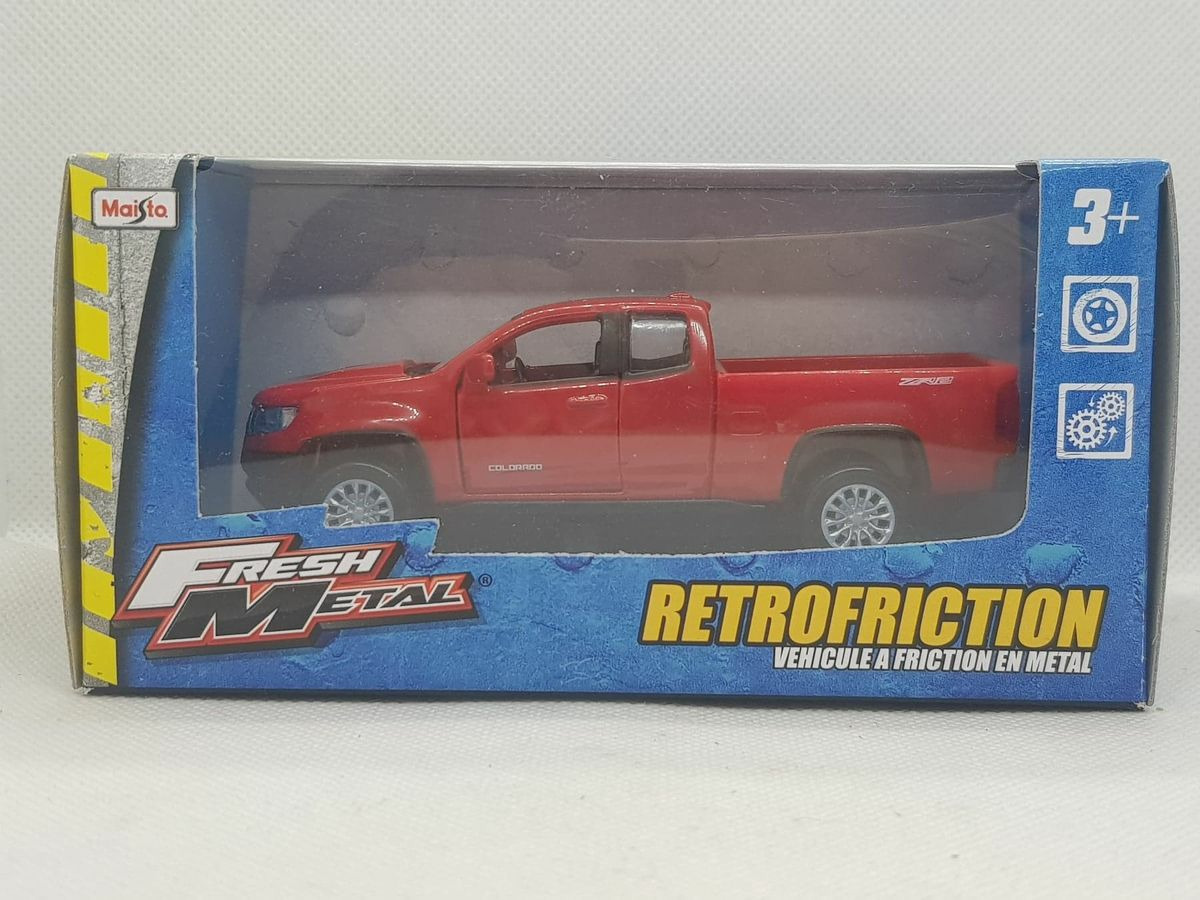 Maisto
3+
ZR2
COLORADO
FRESH
METAL®
RETROFRICTION
VEHICULE A FRICTION EN METAL